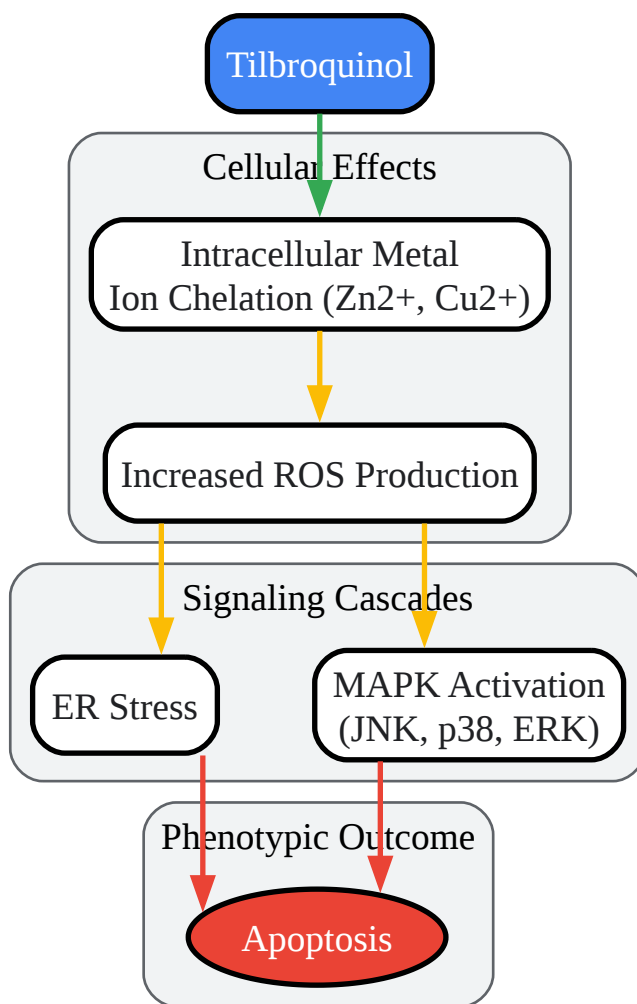 Tilbroquinol
Cellular Effects
Intracellular Metal
Ion Chelation (Zn2+, Cu2+)
Increased ROS Production
Signaling Cascades
ER Stress
MAPK Activation
(JNK, p38, ERK)
Phenotypic Outcome
Apoptosis